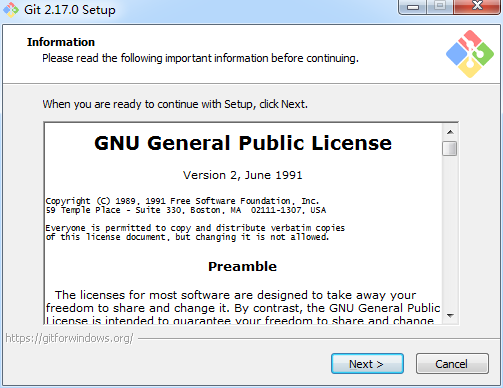 Git 2.17.0 Setup
Information
Please read the following important information before continuing.
When you are ready to continue with Setup, click Next.
GNU General Public License
Version 2, June 1991
Copyright (C) 1989, 1991 Free Software Foundation, Inc.
59 Temple Place - Suite 330, Boston, MA  02111-1307, USA
Everyone is permitted to copy and distribute verbatim copies
of this license document, but changing it is not allowed.
Preamble
The licenses for most software are designed to take away your
freedom to share and change it. By contrast, the GNU General Public
License is intended to guarantee your freedom to share and change
https://gitforwindows.org/
Next >
Cancel